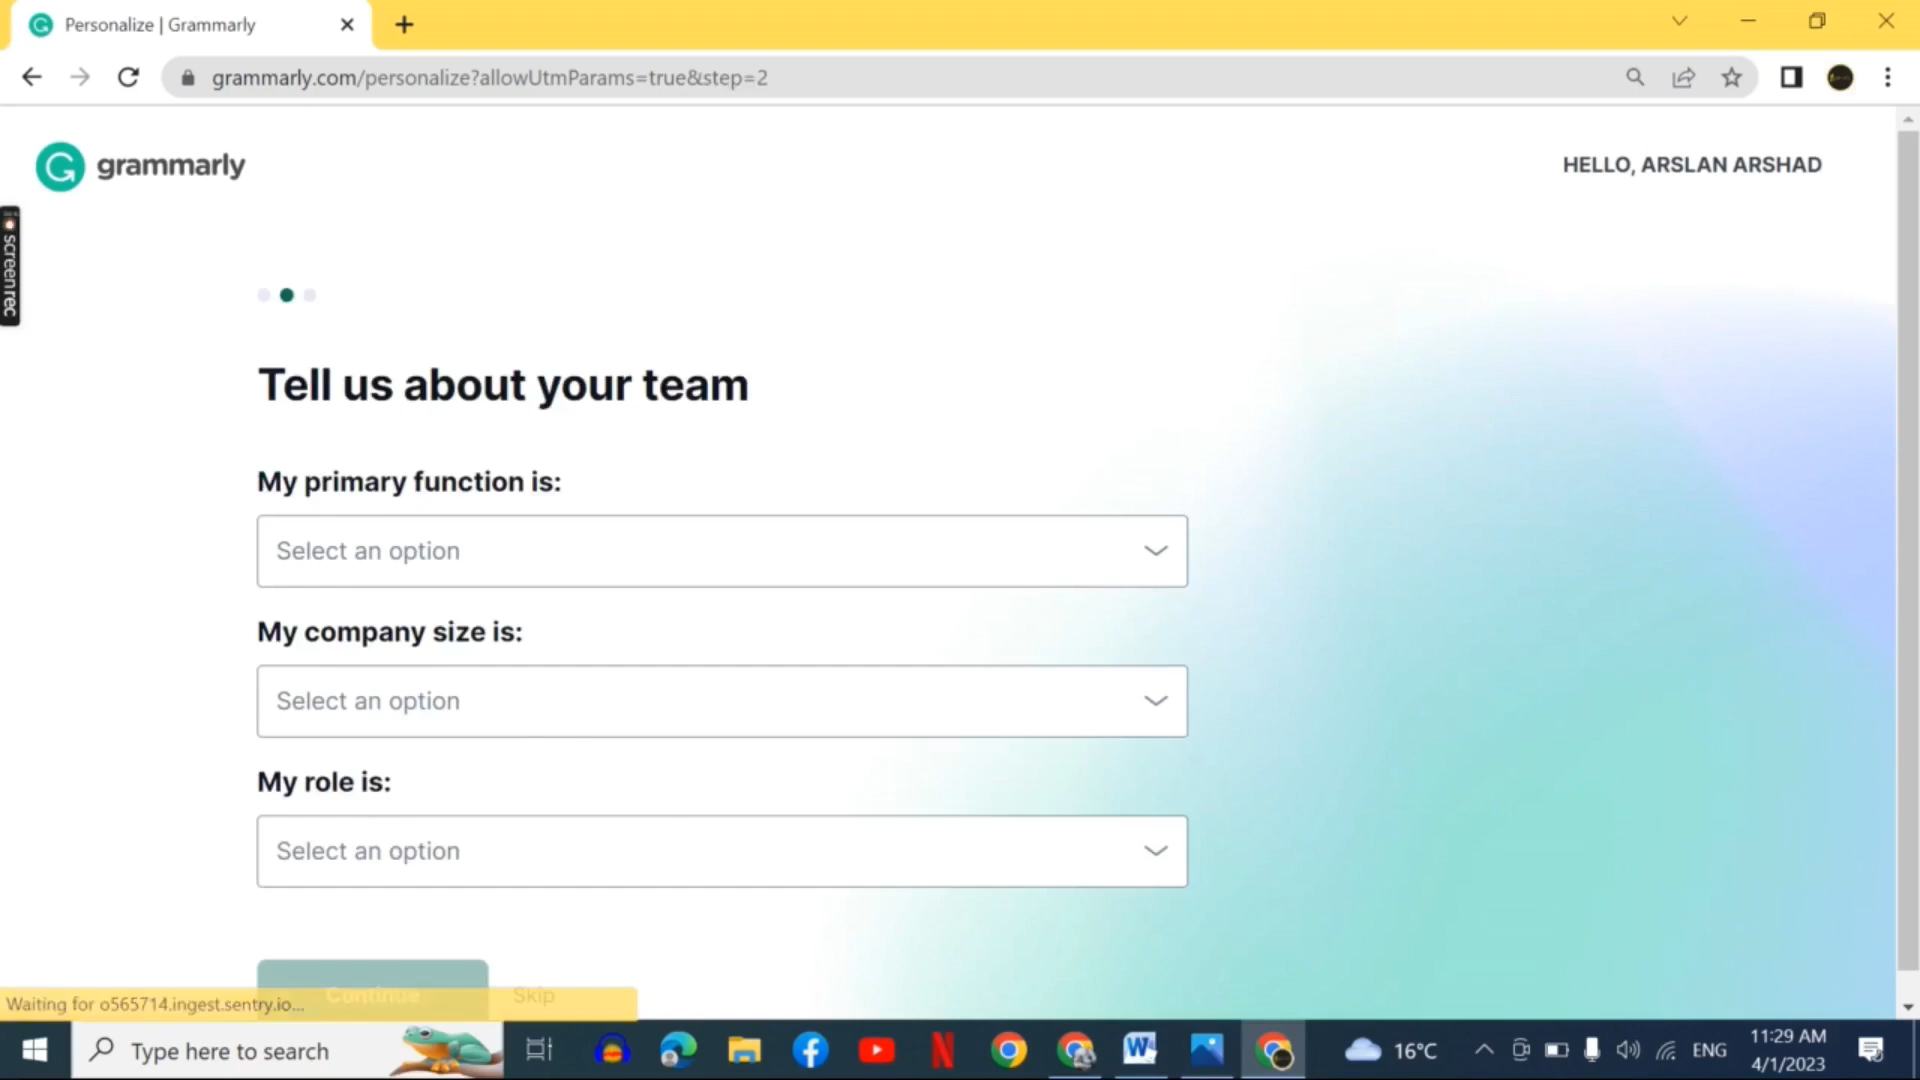 Personalize | Grammarly
grammarly.com/personalize?allowUtmParams=true&step=2
grammarly
HELLO, ARSLAN ARSHAD
screenrec
Tell us about your team
My primary function is:
Select an option
My company size is:
Select an option
My role is:
Select an option
Continue
Skip
Waiting for o565714.ingest.sentry.io...
Type here to search
16°C
ENG
11:29 AM
4/1/2023